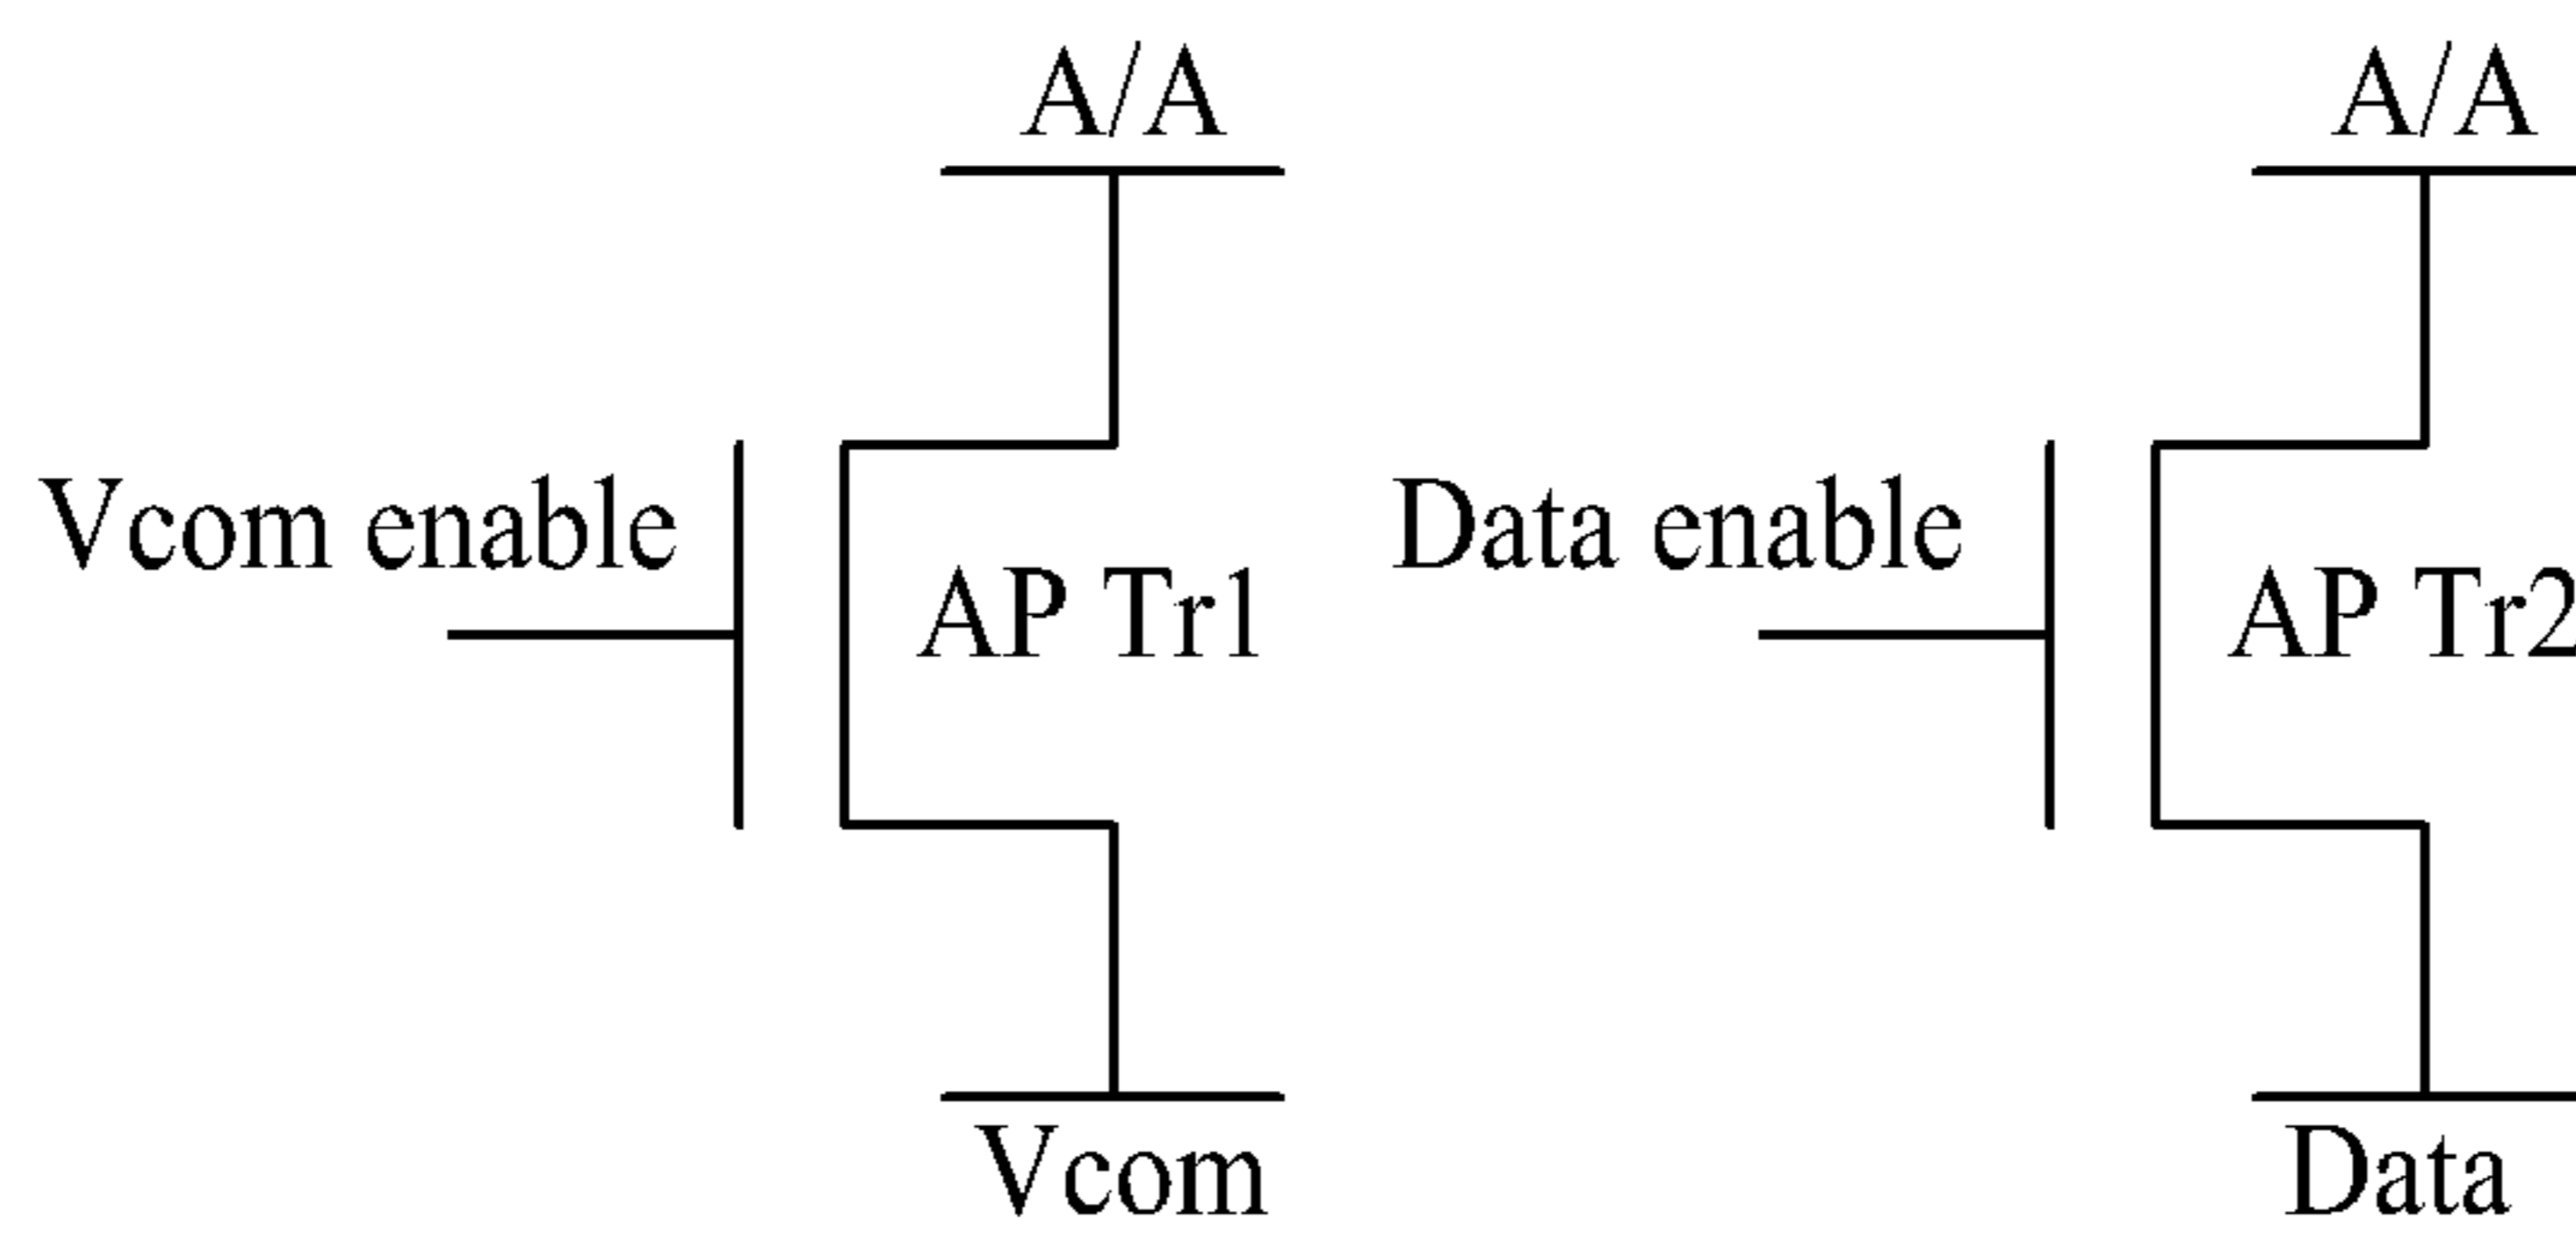 A/A
A/A
Vcom enable
AP Tr1
Data enable
AP Tr2
Vcom
Data